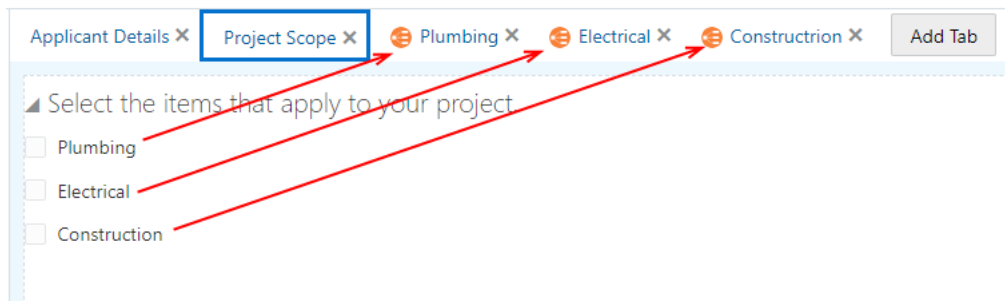 Applicant Details × Project Scope × Plumbing × Electrical × Constructrion × Add Tab
Select the items that apply to your project.
Plumbing
Electrical
Construction